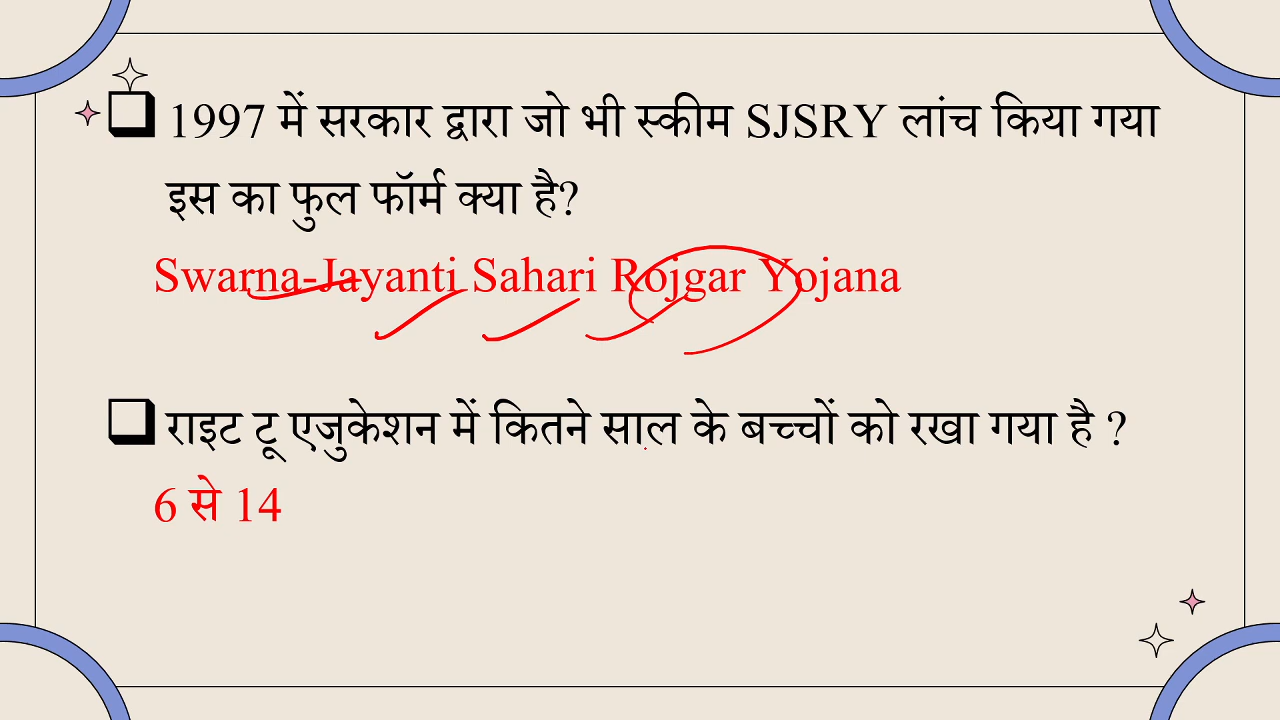 1997 में सरकार द्वारा जो भी स्कीम SJSRY लांच किया गया
इस का फुल फॉर्म क्या है?
Swarna-Jayanti Sahari Rojgar Yojana
राइट टू एजुकेशन में कितने साल के बच्चों को रखा गया है ?
6 से 14